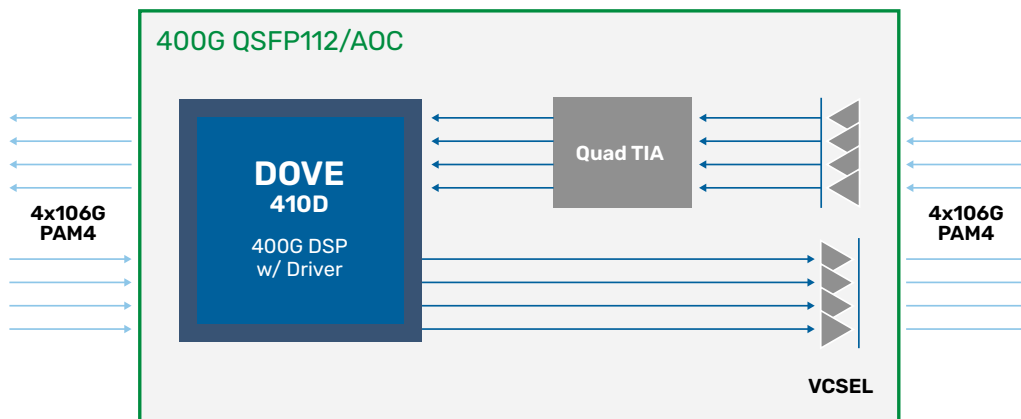 400G QSFP112/AOC
DOVE
410D
400G DSP
w/ Driver
Quad TIA
4x106G
PAM4
4x106G
PAM4
VCSEL